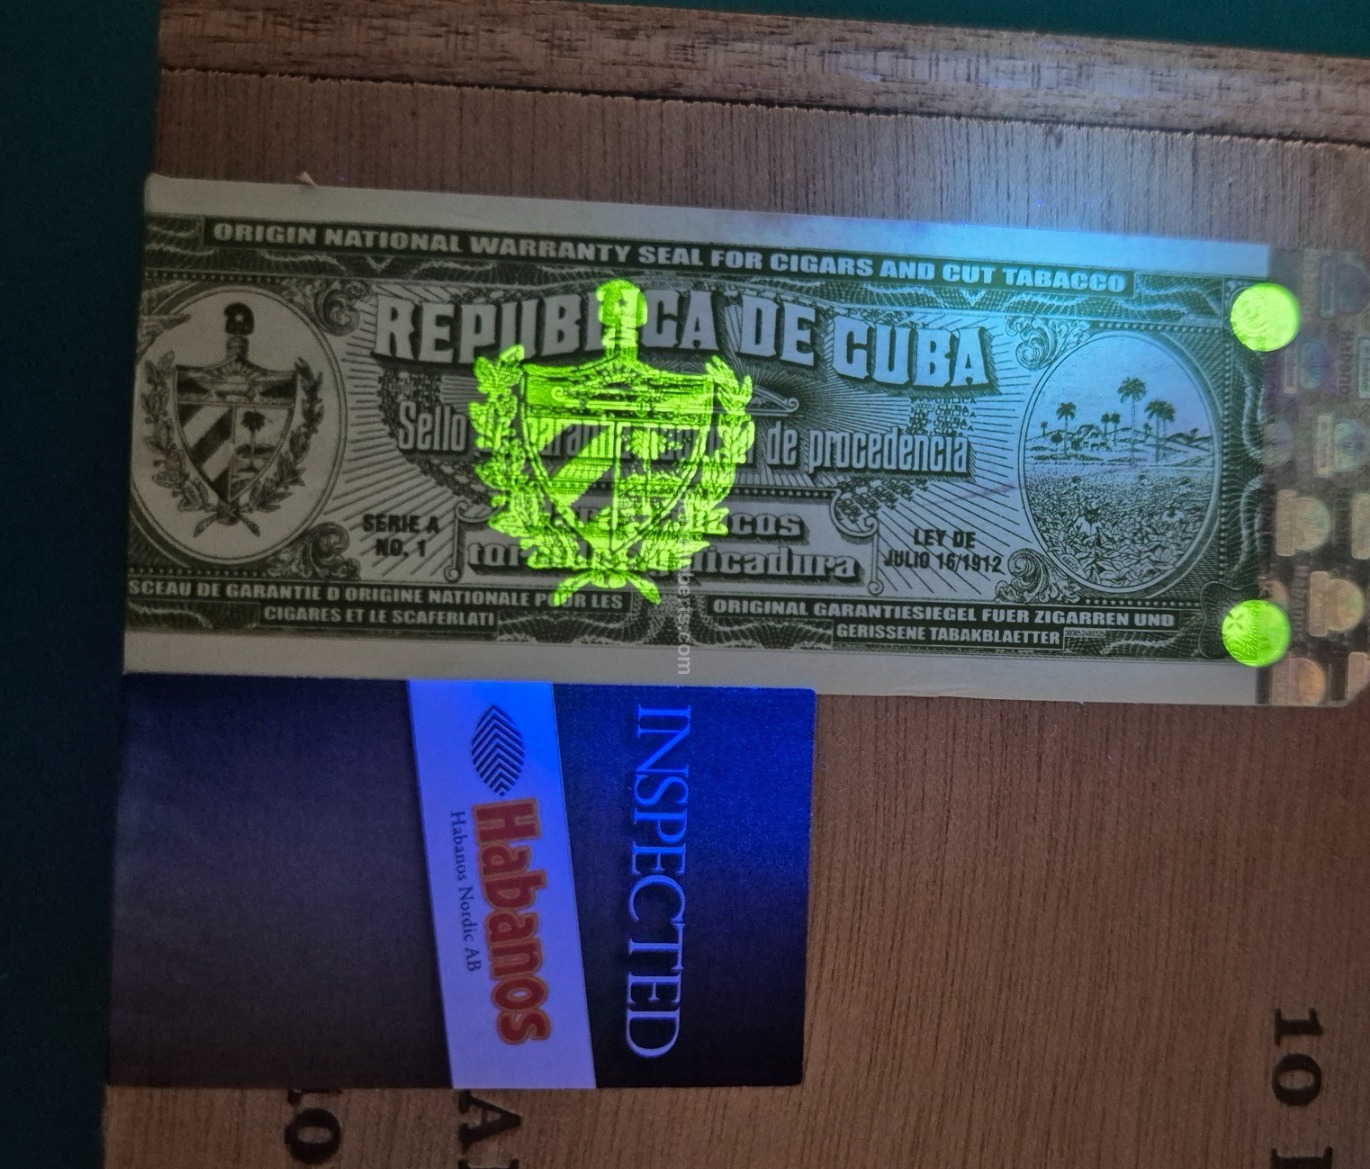 ORIGIN NATIONAL WARRANTY SEAL FOR CIGARS AND CUT TABACCO
REPUBLICA DE CUBA
Sello de procedencia
SERIE A
NO. 1
LEY DE
JULIO 16/1912
SCEAU DE GARANTIE D ORIGINE NATIONALE POUR LES
CIGARES ET LE SCAFERLATI
ORIGINAL GARANTIESIEGEL FUER ZIGARREN UND
GERISSENE TABAKBLAETTER
INSPECTED
Habanos
Habanos Nordic AB
10